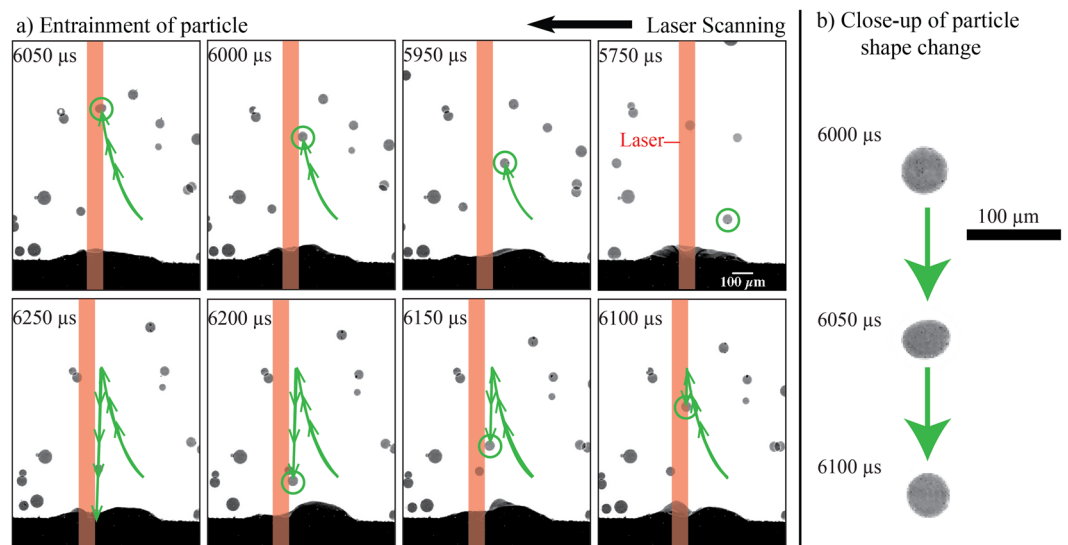 a) Entrainment of particle
Laser Scanning
b) Close-up of particle
shape change
6050 µs
6000 µs
5950 µs
5750 µs
Laser
100 µm
6250 µs
6200 µs
6150 µs
6100 µs
6000 µs
100 µm
6050 µs
6100 µs